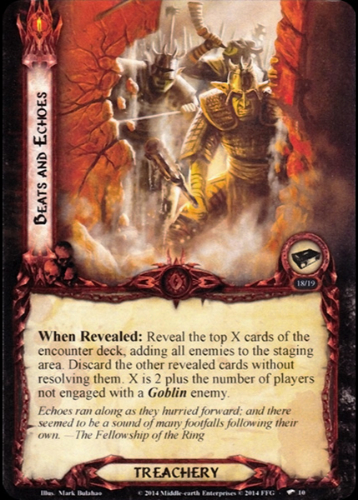 Beats and Echoes
18/19
When Revealed: Reveal the top X cards of the
encounter deck, adding all enemies to the staging
area. Discard the other revealed cards without
resolving them. X is 2 plus the number of players
not engaged with a Goblin enemy.
Echoes ran along as they hurried forward; and there
seemed to be a sound of many footfalls following their
own. —The Fellowship of the Ring
TREACHERY
Illus. Mark Bulahao © 2014 Middle-earth Enterprises © 2014 FFG 10